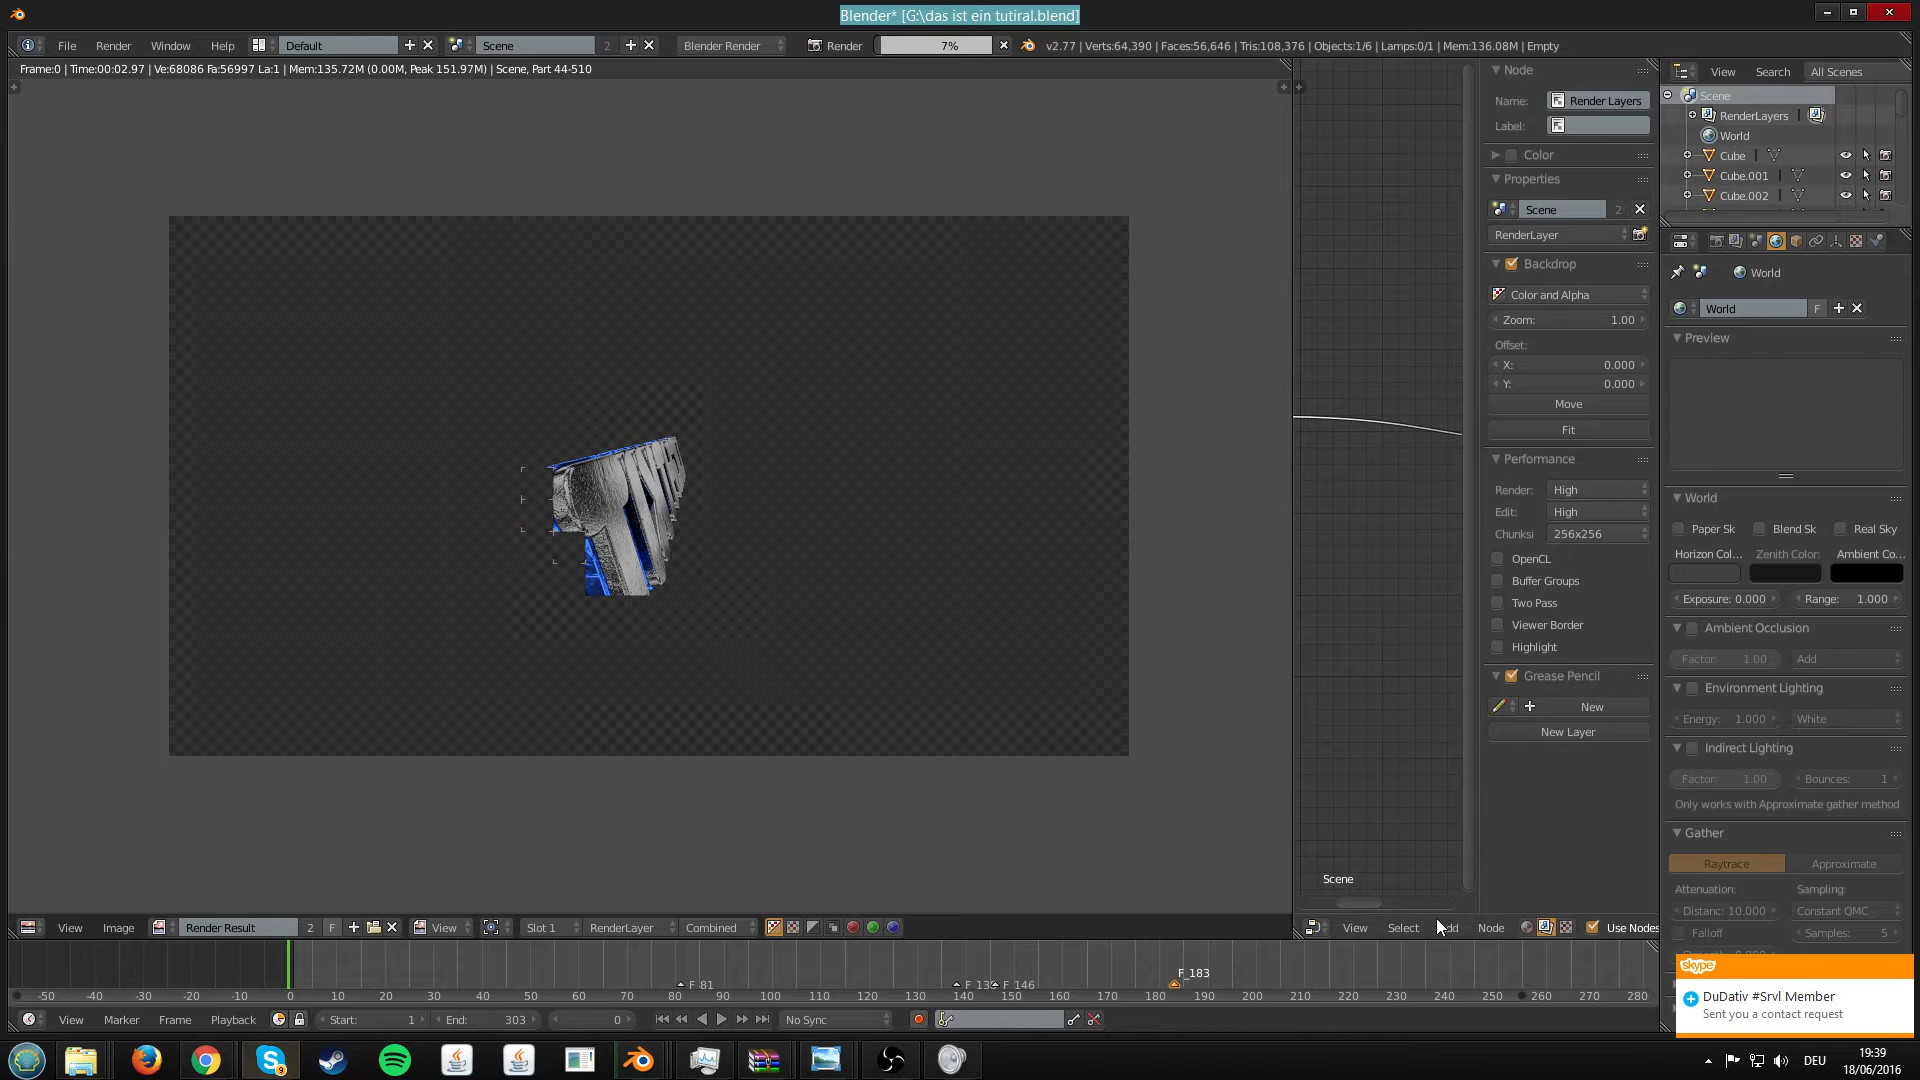 Blender* [G:\das ist ein tutiral.blend]
File Render Window Help Default Scene 2 Blender Render Render 7% v2.77 | Verts:64,390 | Faces:56,646 | Tris:108,376 | Objects:1/6 | Lamps:0/1 | Mem:136.08M | Empty
Frame:0 | Time:00:02.97 | Ve:68086 Fa:56997 La:1 | Mem:135.72M (0.00M, Peak 151.97M) | Scene, Part 44-510
Node
Name: Render Layers
Label:
Color
Properties
Scene 2
RenderLayer
Backdrop
Color and Alpha
Zoom: 1.00
Offset:
X: 0.000
Y: 0.000
Move
Fit
Performance
Render: High
Edit: High
Chunksi 256x256
OpenCL
Buffer Groups
Two Pass
Viewer Border
Highlight
Grease Pencil
New
New Layer
View Search All Scenes
Scene
RenderLayers
World
Cube
Cube.001
Cube.002
World
World F
Preview
World
Paper Sk Blend Sk Real Sky
Horizon Col... Zenith Color: Ambient Co...
Exposure: 0.000 Range: 1.000
Ambient Occlusion
Factor: 1.00 Add
Environment Lighting
Energy: 1.000 White
Indirect Lighting
Factor: 1.00 Bounces: 1
Only works with Approximate gather method
Gather
Raytrace Approximate
Attenuation: Sampling:
Distanc: 10.000 Constant QMC
Falloff Samples: 5
Scene
View Image Render Result 2 F View Slot 1 RenderLayer Combined
View Select Node Use Nodes
F_183
F 81 F 146
-50 -40 -30 -20 -10 0 10 20 30 40 50 60 70 80 90 100 110 120 130 140 150 160 170 180 190 200 210 220 230 240 250 260 270 280
View Marker Frame Playback Start: 1 End: 303 0 No Sync
skype
DuDativ #Srvl Member
Sent you a contact request
9
DEU
19:39
18/06/2016